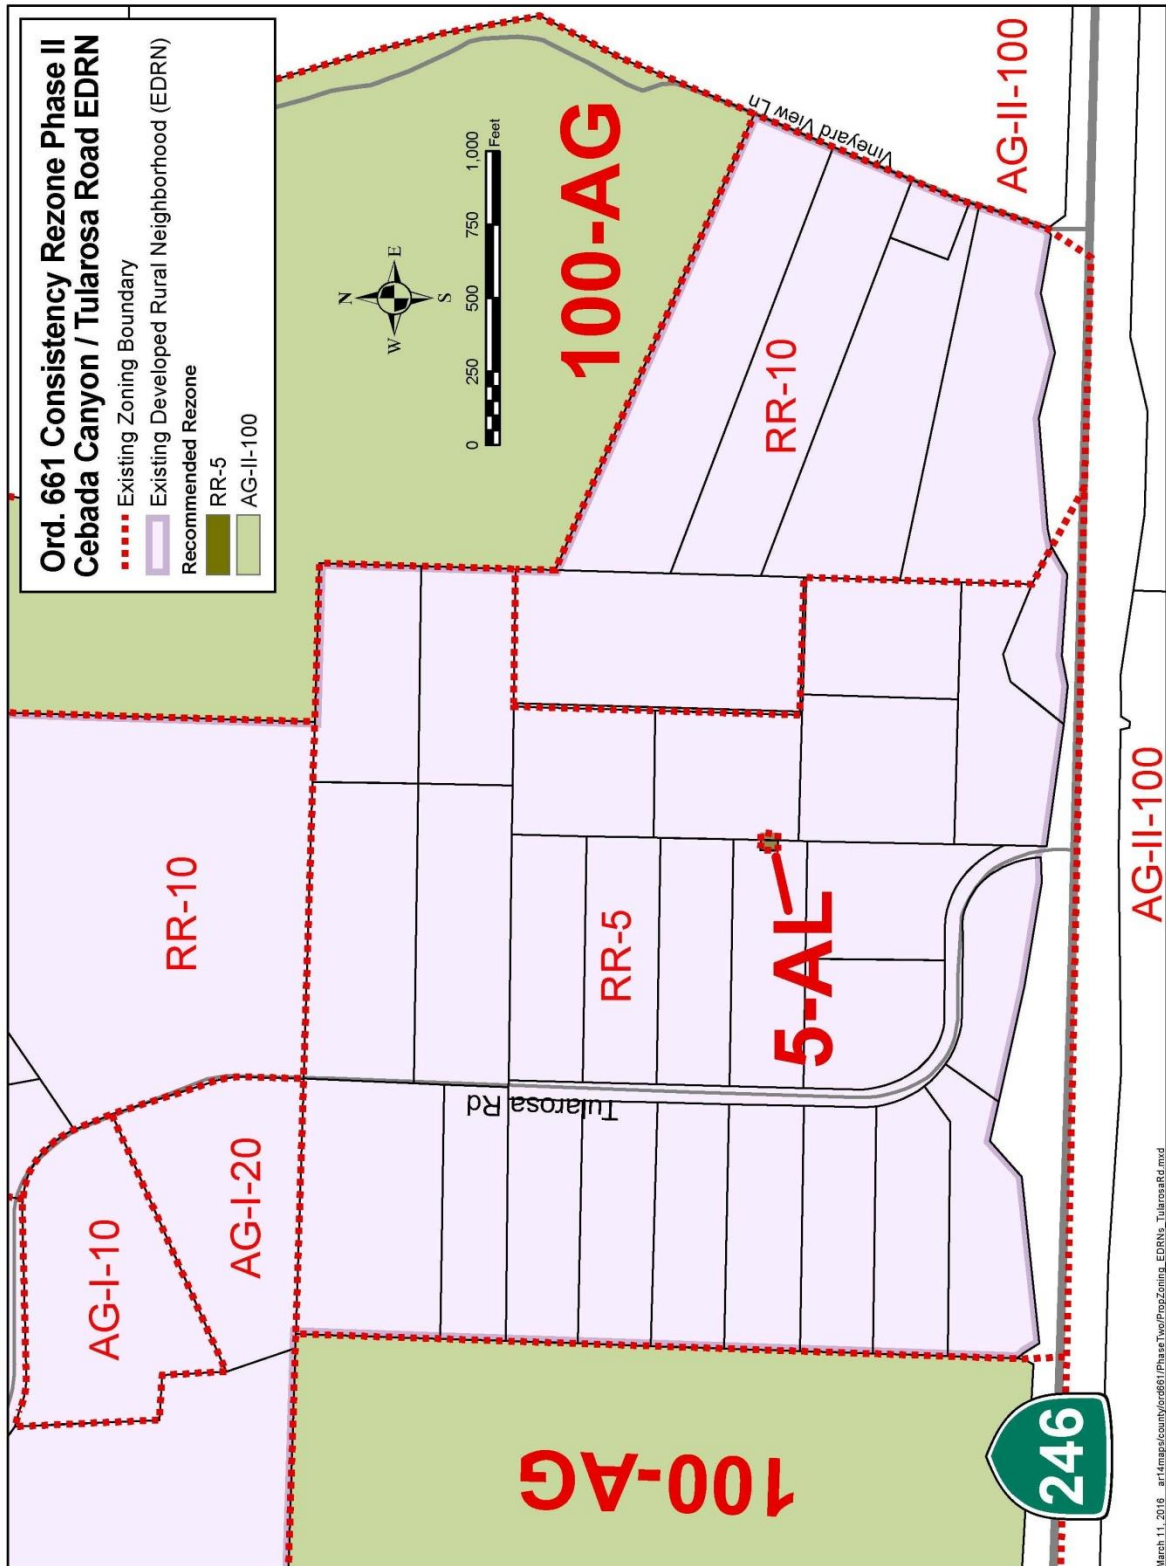 Ord. 661 Consistency Rezone Phase II
Cebada Canyon / Tularosa Road EDRN
Existing Zoning Boundary
Existing Developed Rural Neighborhood (EDRN)
Recommended Rezone
RR-5
AG-II-100
N
W
E
S
0 250 500 750 1,000
Feet
100-AG
Vineyard View Ln
AG-II-100
RR-10
RR-10
RR-5
5-AL
Tularosa Rd
AG-I-10
AG-I-20
100-AG
246
AG-II-100
March 11, 2016 ar14maps/county/ord661/PhaseTwo/PropZoning_EDRNs_TularosaRd.mxd